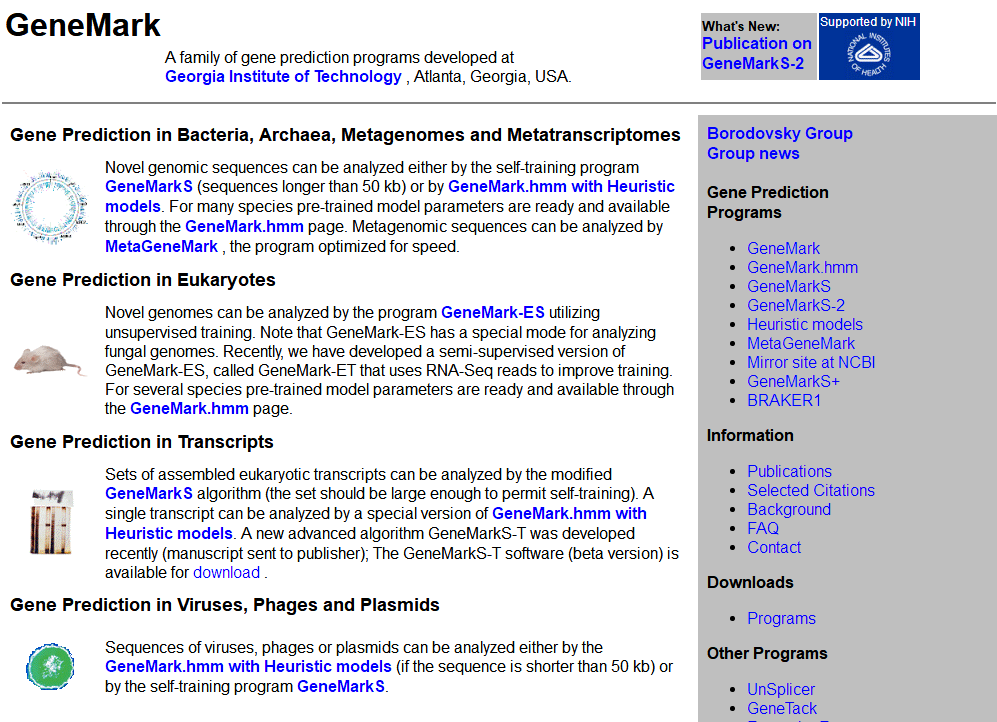 GeneMark
A family of gene prediction programs developed at
Georgia Institute of Technology , Atlanta, Georgia, USA.
What's New:
Publication on
GeneMarkS-2
Supported by NIH
NATIONAL INSTITUTES
OF HEALTH
Gene Prediction in Bacteria, Archaea, Metagenomes and Metatranscriptomes
Novel genomic sequences can be analyzed either by the self-training program
GeneMarkS (sequences longer than 50 kb) or by GeneMark.hmm with Heuristic
models. For many species pre-trained model parameters are ready and available
through the GeneMark.hmm page. Metagenomic sequences can be analyzed by
MetaGeneMark , the program optimized for speed.
Gene Prediction in Eukaryotes
Novel genomes can be analyzed by the program GeneMark-ES utilizing
unsupervised training. Note that GeneMark-ES has a special mode for analyzing
fungal genomes. Recently, we have developed a semi-supervised version of
GeneMark-ES, called GeneMark-ET that uses RNA-Seq reads to improve training.
For several species pre-trained model parameters are ready and available through
the GeneMark.hmm page.
Gene Prediction in Transcripts
Sets of assembled eukaryotic transcripts can be analyzed by the modified
GeneMarkS algorithm (the set should be large enough to permit self-training). A
single transcript can be analyzed by a special version of GeneMark.hmm with
Heuristic models. A new advanced algorithm GeneMarkS-T was developed
recently (manuscript sent to publisher); The GeneMarkS-T software (beta version) is
available for download .
Gene Prediction in Viruses, Phages and Plasmids
Sequences of viruses, phages or plasmids can be analyzed either by the
GeneMark.hmm with Heuristic models (if the sequence is shorter than 50 kb) or
by the self-training program GeneMarkS.
Borodovsky Group
Group news
Gene Prediction
Programs
GeneMark
GeneMark.hmm
GeneMarkS
GeneMarkS-2
Heuristic models
MetaGeneMark
Mirror site at NCBI
GeneMarkS+
BRAKER1
Information
Publications
Selected Citations
Background
FAQ
Contact
Downloads
Programs
Other Programs
UnSplicer
GeneTack